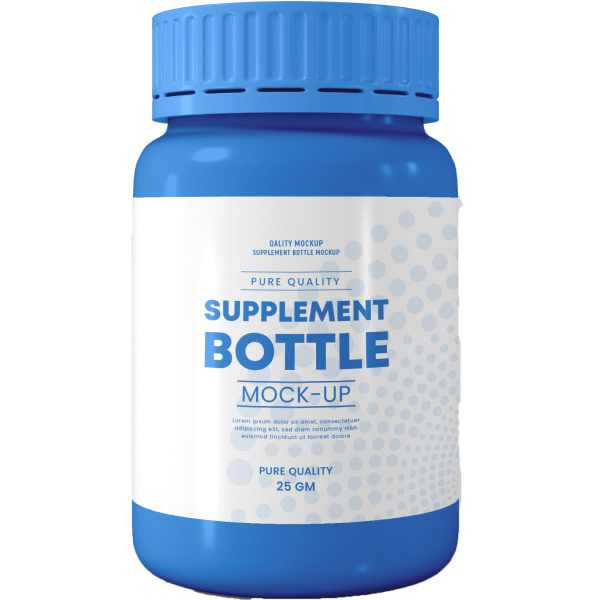 QALITY MOCKUP
SUPPLEMENT BOTTLE MOCKUP
PURE QUALITY
SUPPLEMENT
BOTTLE
MOCK-UP
Lorem ipsum dolor sit amet, consectetuer
adipiscing elit, sed diam nonummy nibh
euismod tincidunt ut laoreet dolore
PURE QUALITY
25 GM